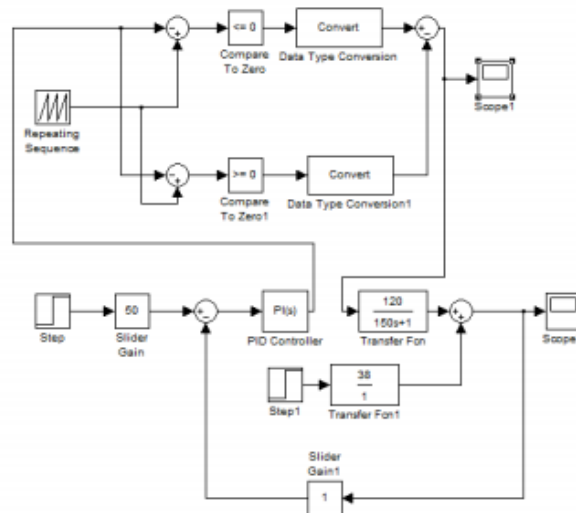 <= 0
Compare
To Zero
Convert
Data Type Conversion
Scope1
Repeating
Sequence
>= 0
Compare
To Zero1
Convert
Data Type Conversion1
Step
50
Slider
Gain
PI(s)
PID Controller
120
150s+1
Transfer Fcn
Scope
Step1
38
1
Transfer Fcn1
Slider
Gain1
1